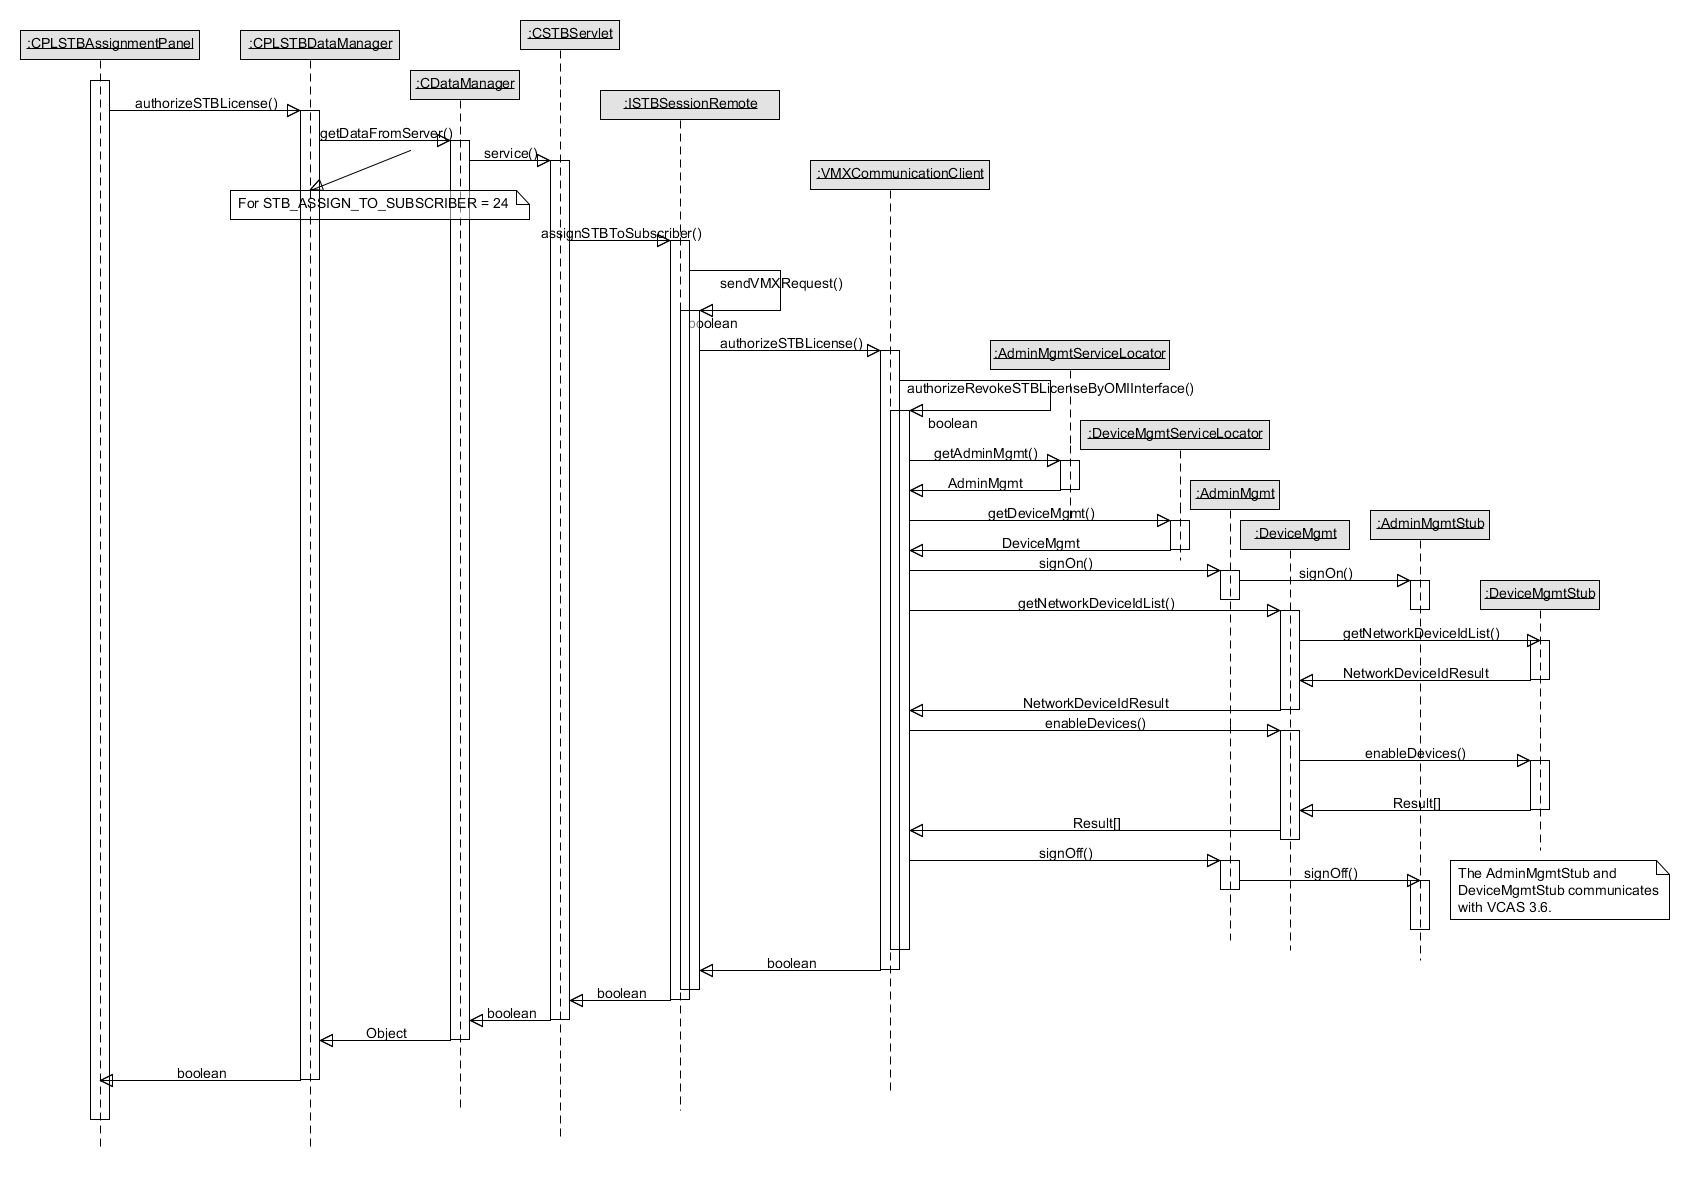 :CSTBServlet
:CPLSTBAssignmentPanel
:CPLSTBDataManager
:CDataManager
:ISTBSessionRemote
authorizeSTBLicense()
getDataFromServer()
service()
:VMXCommunicationClient
For STB_ASSIGN_TO_SUBSCRIBER = 24
assignSTBToSubscriber()
sendVMXRequest()
boolean
authorizeSTBLicense()
:AdminMgmtServiceLocator
authorizeRevokeSTBLicenseByOMIInterface()
boolean
:DeviceMgmtServiceLocator
getAdminMgmt()
AdminMgmt
:AdminMgmt
getDeviceMgmt()
:AdminMgmtStub
:DeviceMgmt
DeviceMgmt
signOn()
signOn()
:DeviceMgmtStub
getNetworkDeviceIdList()
getNetworkDeviceIdList()
NetworkDeviceIdResult
NetworkDeviceIdResult
enableDevices()
enableDevices()
Result[]
Result[]
signOff()
signOff()
The AdminMgmtStub and
DeviceMgmtStub communicates
with VCAS 3.6.
boolean
boolean
boolean
Object
boolean